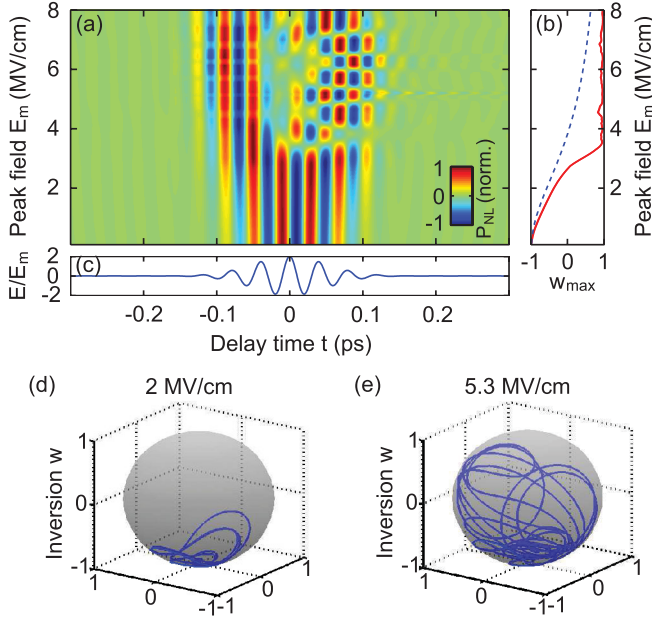 (a)
Peak field E_m (MV/cm)
8
6
4
2
1
0
-1
P_NL (norm.)
(b)
8
6
4
2
Peak field E_m (MV/cm)
-1 0 1
w_max
(c)
E/E_m
2
0
-2
-0.2 -0.1 0 0.1 0.2
Delay time t (ps)
(d) 2 MV/cm
Inversion w
1
0
-1
1 0 -1 -1 0 1
(e) 5.3 MV/cm
Inversion w
1
0
-1
1 0 -1 -1 0 1